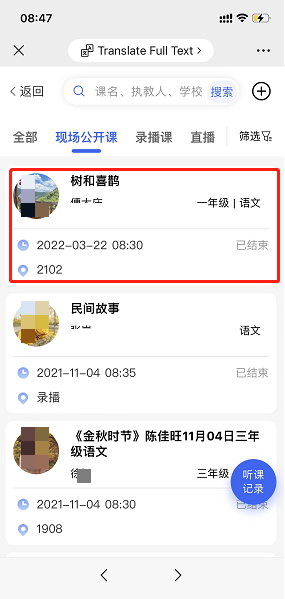 08:47
Translate Full Text >
返回
课名、执教人、学校
搜索
全部
现场公开课
录播课
直播
筛选
树和喜鹊
一年级 | 语文
2022-03-22 08:30
已结束
2102
民间故事
语文
2021-11-04 08:35
已结束
录播
《金秋时节》陈佳旺11月04日三年
级语文
三年级
听课
记录
2021-11-04 08:30
已结束
1908